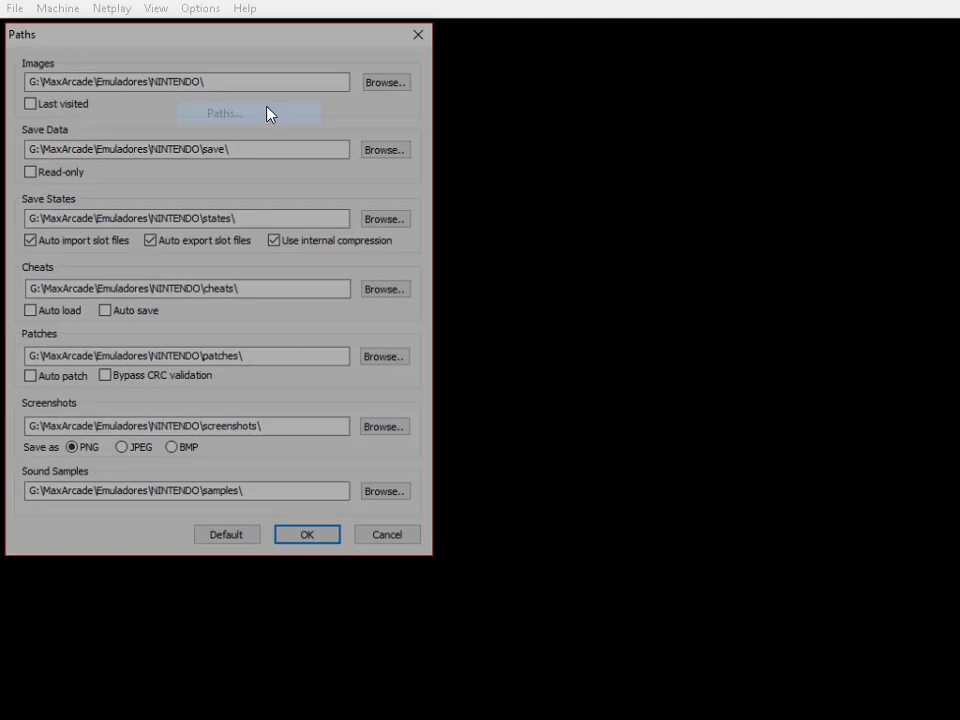 File Machine Netplay View Options Help
Paths
Images
G:\MaxArcade\Emuladores\NINTENDO\ Browse..
Last visited
Paths...
Save Data
G:\MaxArcade\Emuladores\NINTENDO\save\ Browse..
Read-only
Save States
G:\MaxArcade\Emuladores\NINTENDO\states\ Browse..
Auto import slot files Auto export slot files Use internal compression
Cheats
G:\MaxArcade\Emuladores\NINTENDO\cheats\ Browse..
Auto load Auto save
Patches
G:\MaxArcade\Emuladores\NINTENDO\patches\ Browse..
Auto patch Bypass CRC validation
Screenshots
G:\MaxArcade\Emuladores\NINTENDO\screenshots\ Browse..
Save as PNG JPEG BMP
Sound Samples
G:\MaxArcade\Emuladores\NINTENDO\samples\ Browse..
Default OK Cancel